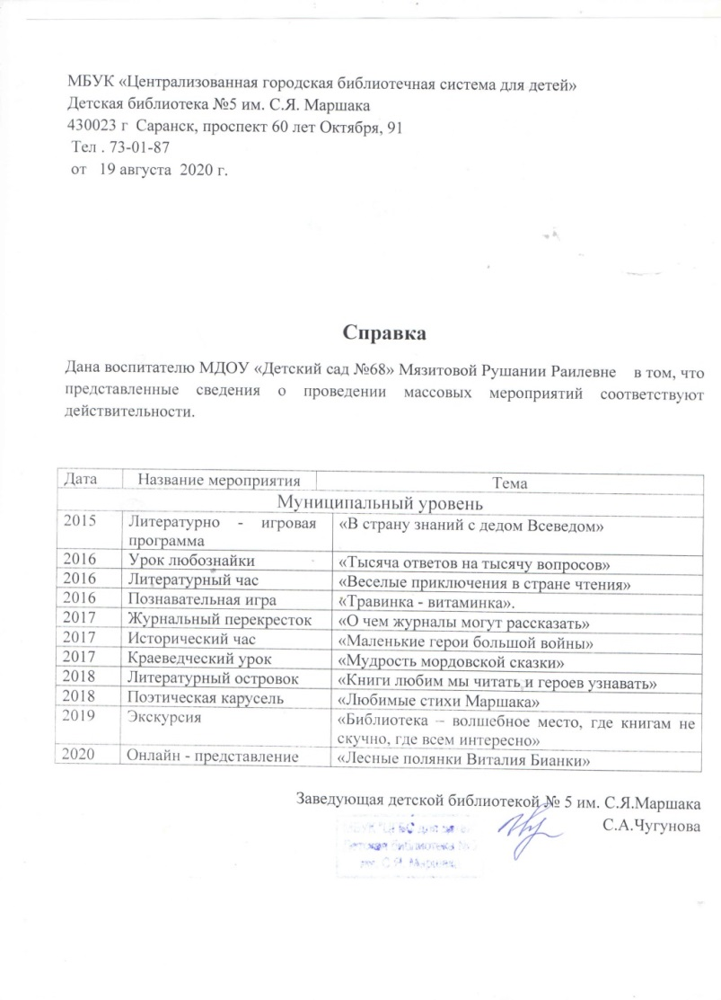 МБУК «Централизованная городская библиотечная система для детей»
Детская библиотека №5 им. С.Я. Маршака
430023 г Саранск, проспект 60 лет Октября, 91
Тел . 73-01-87
от 19 августа 2020 г.
Справка
Дана воспитателю МДОУ «Детский сад №68» Мязитовой Рушании Раилевне в том, что
представленные сведения о проведении массовых мероприятий соответствуют
действительности.
Дата Название мероприятия Тема
Муниципальный уровень
2015 Литературно - игровая «В страну знаний с дедом Всеведом»
программа
2016 Урок любознайки «Тысяча ответов на тысячу вопросов»
2016 Литературный час «Веселые приключения в стране чтения»
2016 Познавательная игра «Травинка - витаминка».
2017 Журнальный перекресток «О чем журналы могут рассказать»
2017 Исторический час «Маленькие герои большой войны»
2017 Краеведческий урок «Мудрость мордовской сказки»
2018 Литературный островок «Книги любим мы читать и героев узнавать»
2018 Поэтическая карусель «Любимые стихи Маршака»
2019 Экскурсия «Библиотека – волшебное место, где книгам не
скучно, где всем интересно»
2020 Онлайн - представление «Лесные полянки Виталия Бианки»
Заведующая детской библиотекой № 5 им. С.Я.Маршака
С.А.Чугунова
МБУК для
Детская библиотека
им. С.Я.